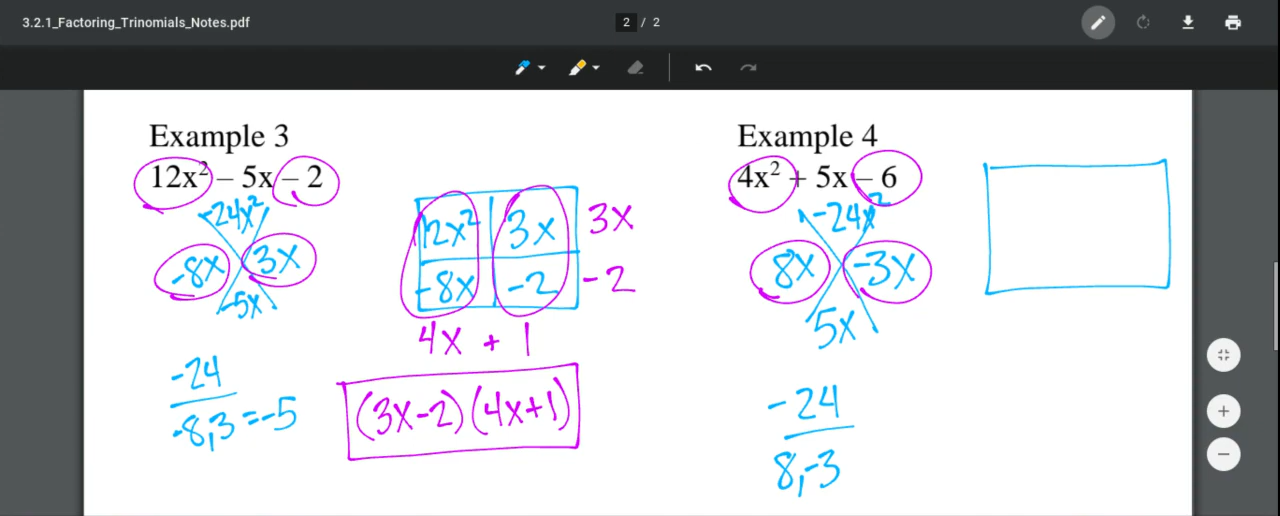 3.2.1_Factoring_Trinomials_Notes.pdf
2 / 2
Example 3
12x² – 5x – 2
-24x²
-8x 3x
-5x
-24
-8,3 = -5
12x² 3x 3x
-8x -2 -2
4x + 1
(3x-2)(4x+1)
Example 4
4x² + 5x – 6
-24x²
8x -3x
5x
-24
8,-3